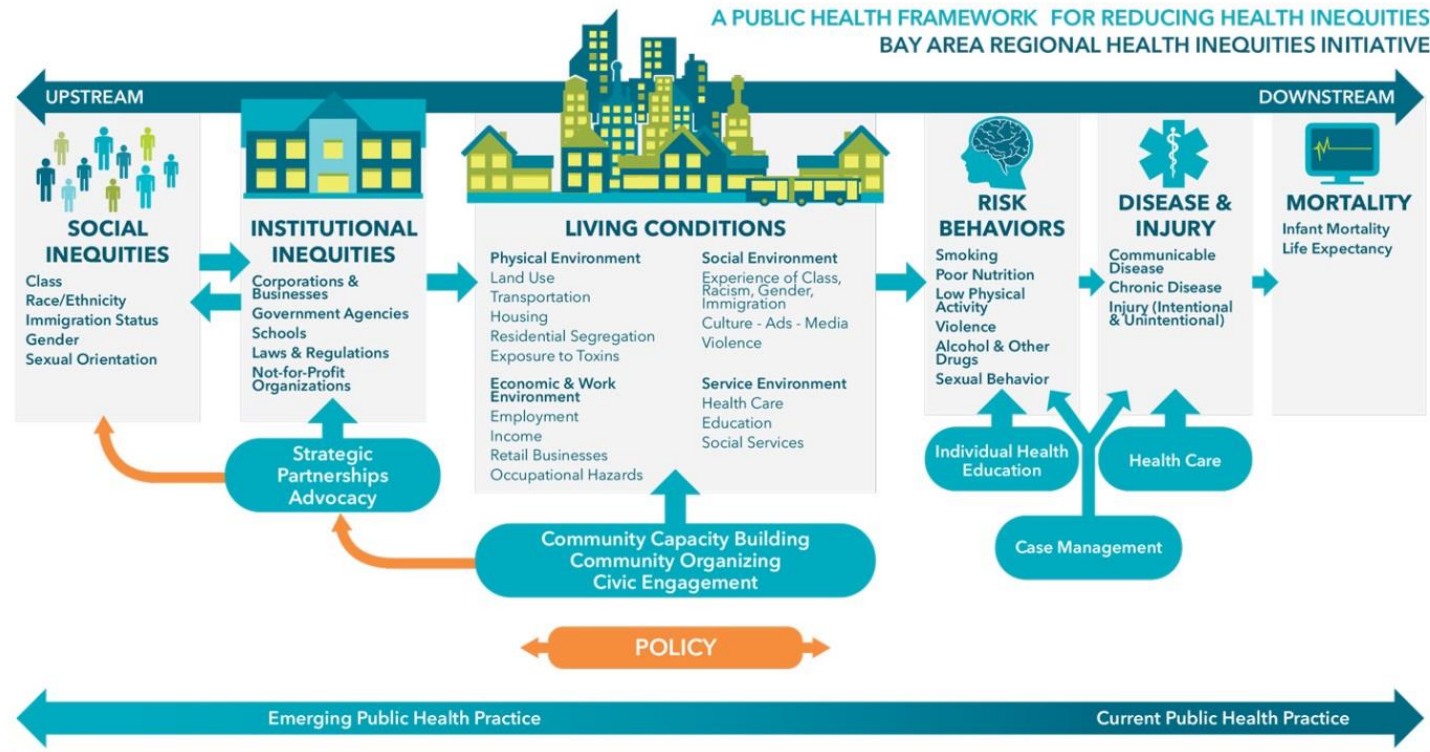 A PUBLIC HEALTH FRAMEWORK FOR REDUCING HEALTH INEQUITIES
BAY AREA REGIONAL HEALTH INEQUITIES INITIATIVE
UPSTREAM
DOWNSTREAM
SOCIAL
INEQUITIES
Class
Race/Ethnicity
Immigration Status
Gender
Sexual Orientation
INSTITUTIONAL
INEQUITIES
Corporations &
Businesses
Government Agencies
Schools
Laws & Regulations
Not-for-Profit
Organizations
LIVING CONDITIONS
Physical Environment
Land Use
Transportation
Housing
Residential Segregation
Exposure to Toxins
Economic & Work
Environment
Employment
Income
Retail Businesses
Occupational Hazards
Social Environment
Experience of Class,
Racism, Gender,
Immigration
Culture - Ads - Media
Violence
Service Environment
Health Care
Education
Social Services
RISK
BEHAVIORS
Smoking
Poor Nutrition
Low Physical
Activity
Violence
Alcohol & Other
Drugs
Sexual Behavior
DISEASE &
INJURY
Communicable
Disease
Chronic Disease
Injury (Intentional
& Unintentional)
MORTALITY
Infant Mortality
Life Expectancy
Strategic
Partnerships
Advocacy
Community Capacity Building
Community Organizing
Civic Engagement
Individual Health
Education
Health Care
Case Management
POLICY
Emerging Public Health Practice
Current Public Health Practice